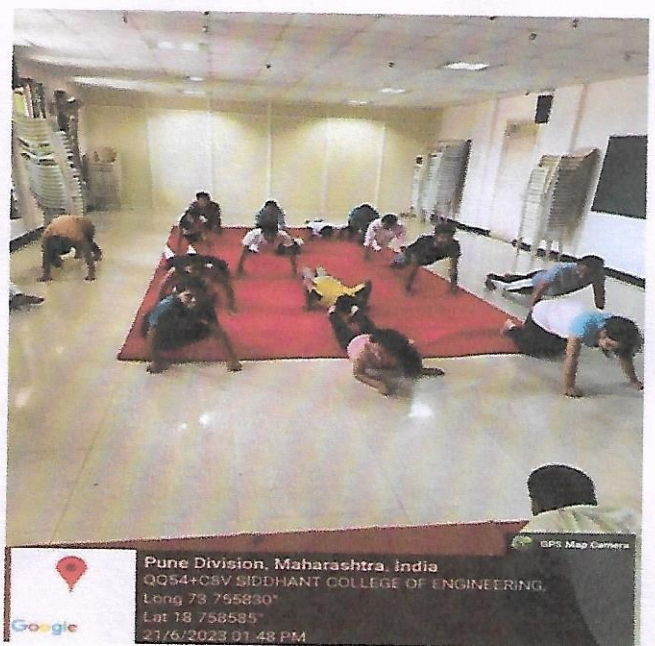 GPS Map Camera
Pune Division, Maharashtra, India
QQ54+C8V SIDDHANT COLLEGE OF ENGINEERING,
Long 73 755830°
Lat 18 758585°
21/6/2023 01 48 PM
Google